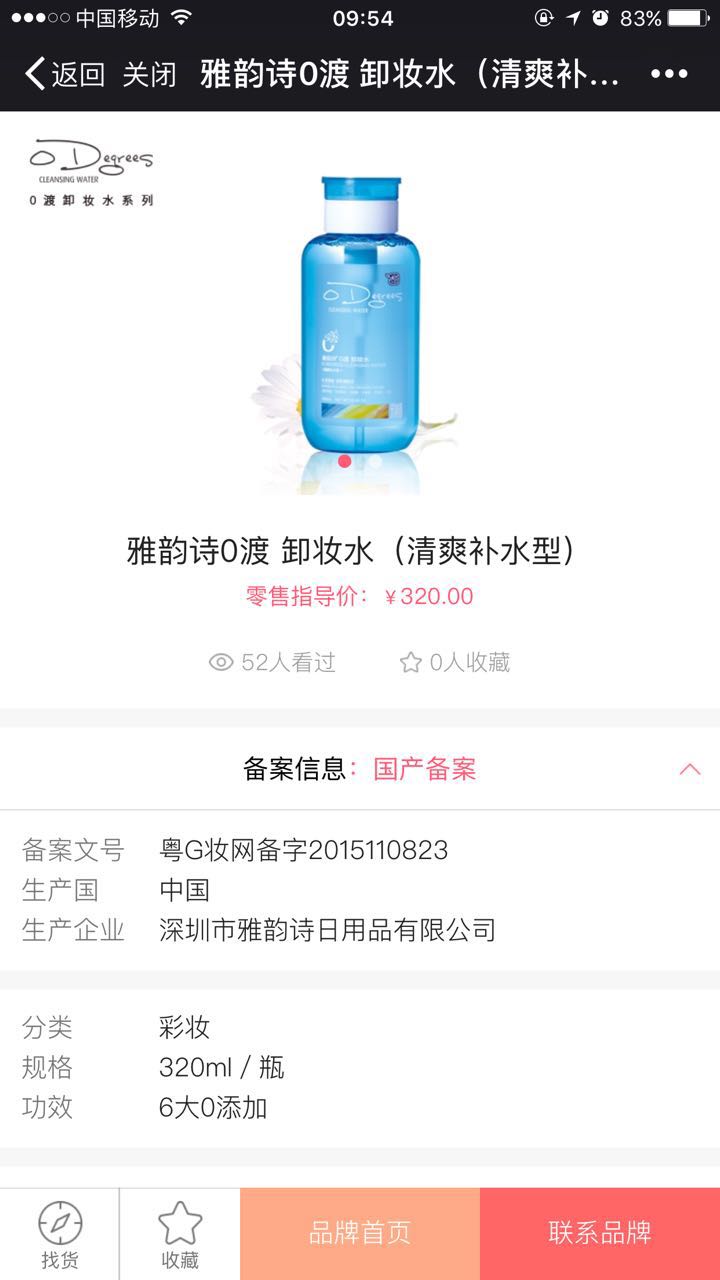 中国移动 09:54 83%
返回 关闭 雅韵诗0渡 卸妆水（清爽补...
0 Degrees
CLEANSING WATER
0渡卸妆水系列
0 Degrees
CLEANSING WATER
雅韵诗0渡 卸妆水（清爽补水型）
零售指导价：￥320.00
52人看过 0人收藏
备案信息：国产备案
备案文号 粤G妆网备字2015110823
生产国 中国
生产企业 深圳市雅韵诗日用品有限公司
分类 彩妆
规格 320ml / 瓶
功效 6大0添加
找货 收藏 品牌首页 联系品牌